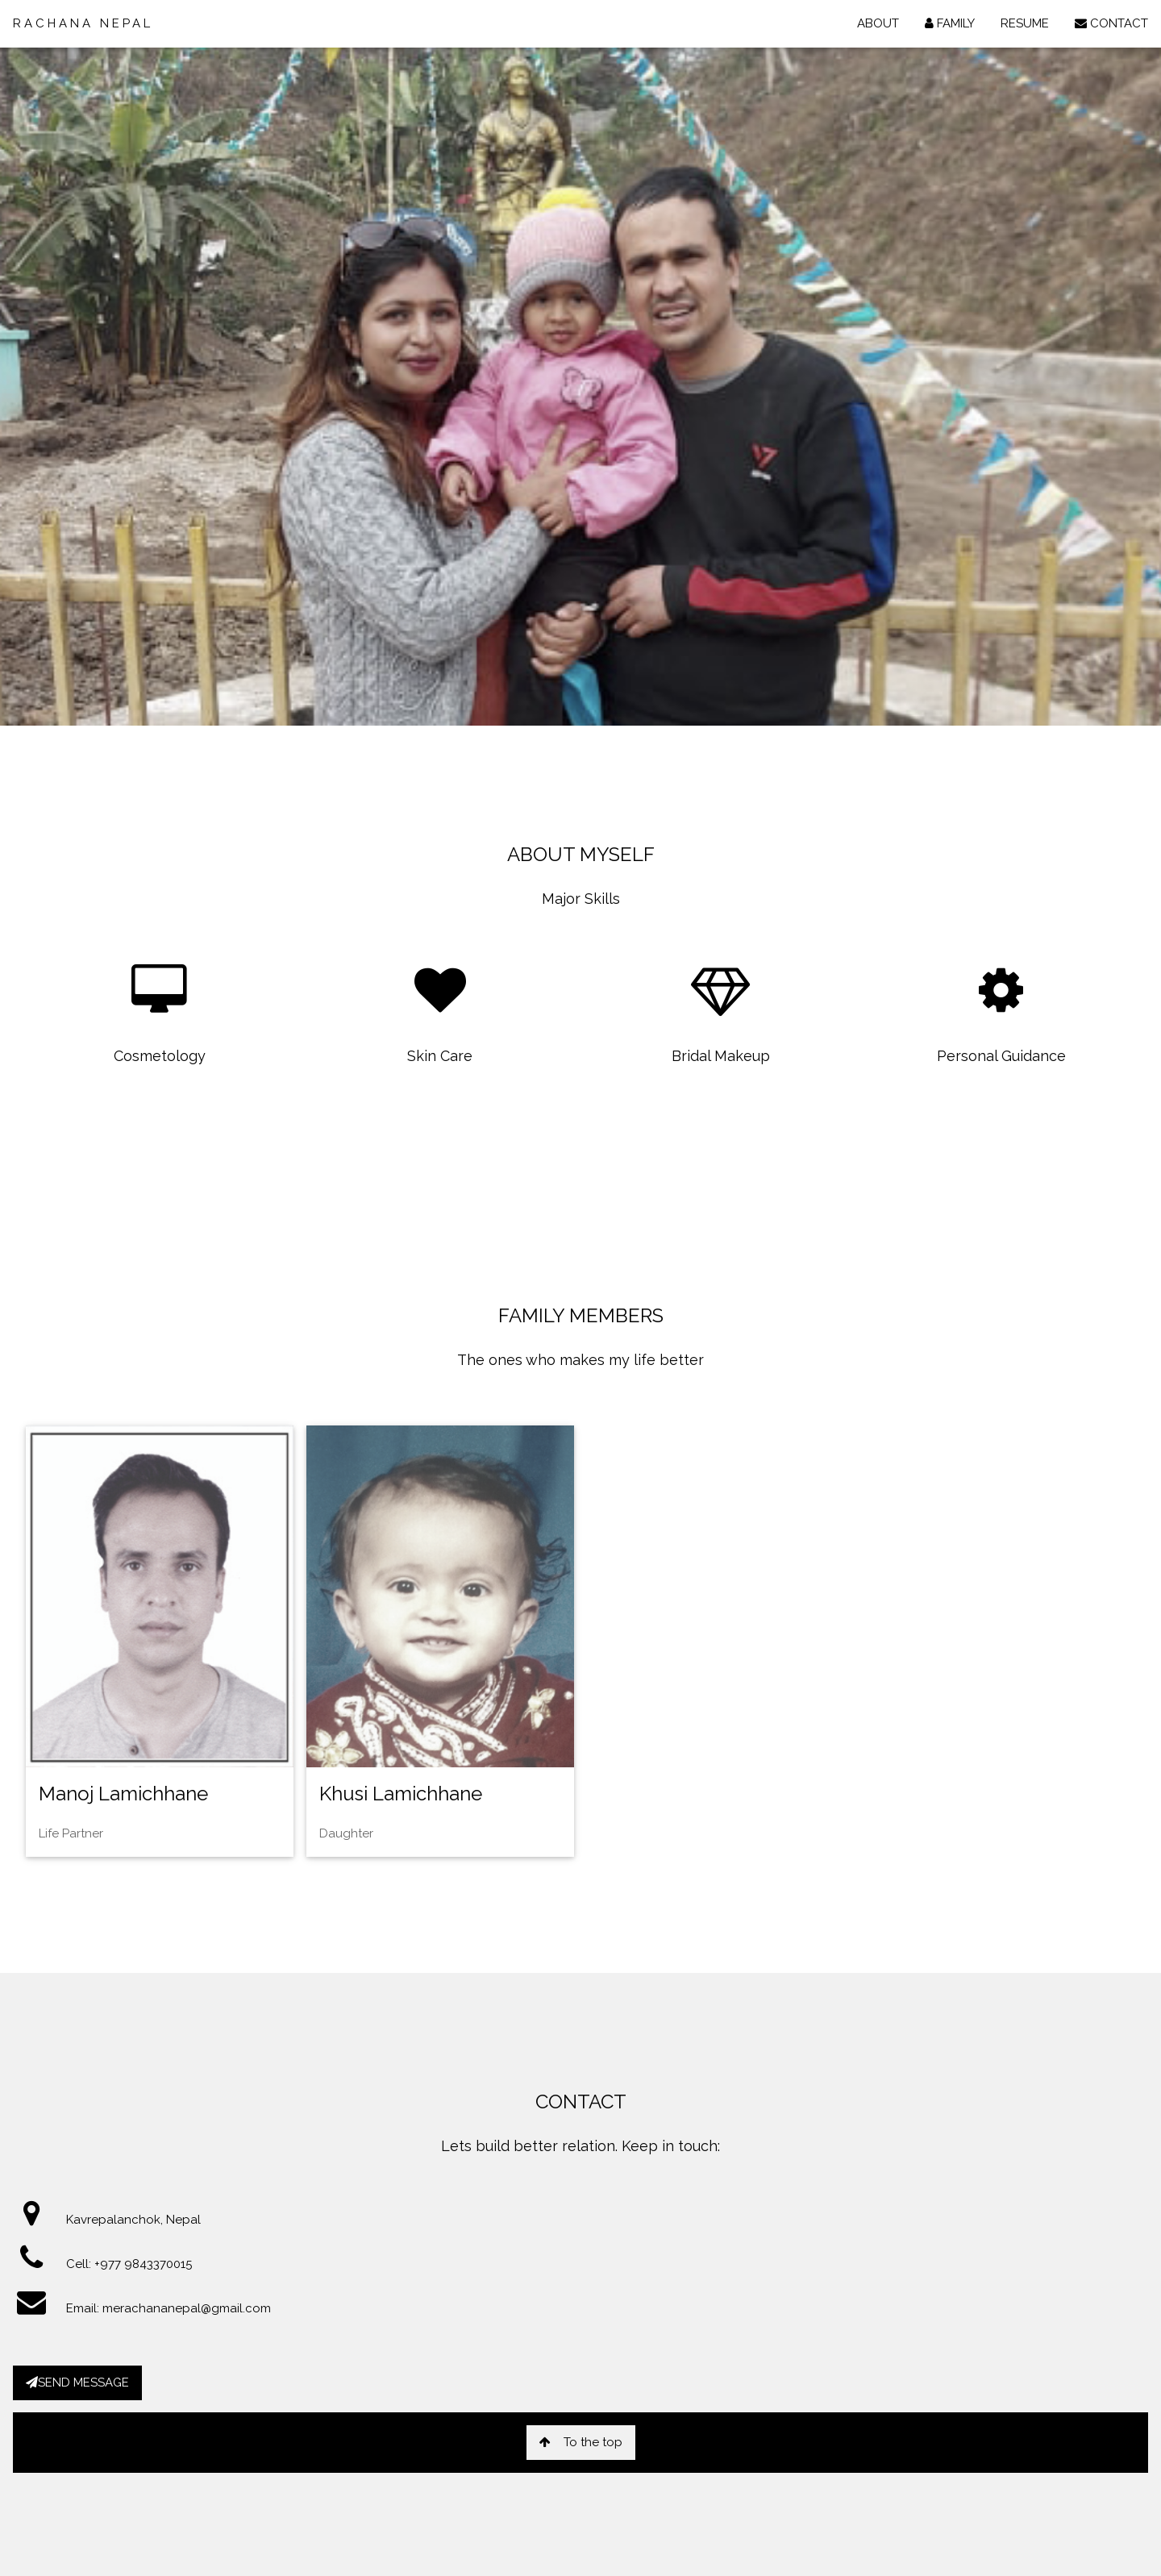 RACHANA NEPAL
ABOUT FAMILY RESUME CONTACT
ABOUT MYSELF
Major Skills
Cosmetology Skin Care Bridal Makeup Personal Guidance
FAMILY MEMBERS
The ones who makes my life better
Manoj Lamichhane Khusi Lamichhane
Life Partner Daughter
CONTACT
Lets build better relation. Keep in touch:
Kavrepalanchok, Nepal
Cell: +977 9843370015
Email: merachananepal@gmail.com
SEND MESSAGE
To the top